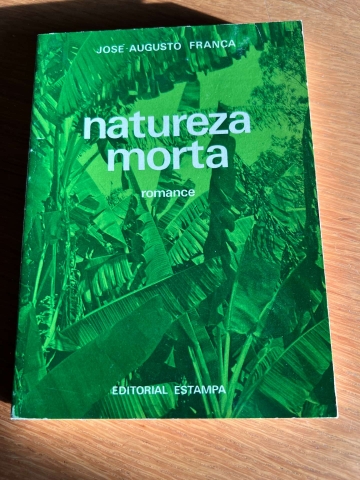 JOSÉ-AUGUSTO FRANÇA
natureza
morta
romance
EDITORIAL ESTAMPA